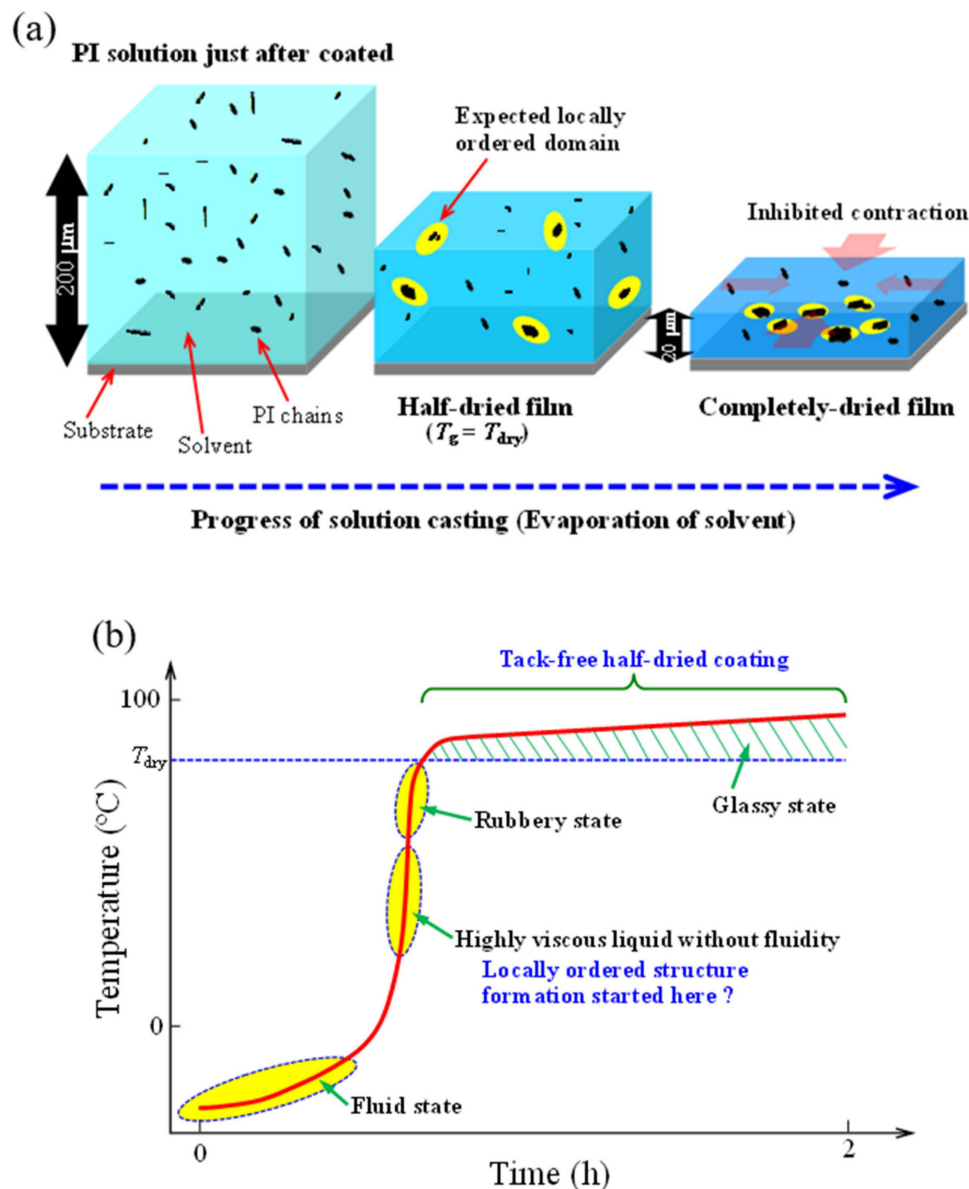 (a)
PI solution just after coated
Expected locally
ordered domain
Inhibited contraction
200 μm
20 μm
Substrate
Solvent
PI chains
Half-dried film
(Tg = Tdry)
Completely-dried film
Progress of solution casting (Evaporation of solvent)
(b)
Tack-free half-dried coating
100
Tdry
Glassy state
Rubbery state
Temperature (°C)
Highly viscous liquid without fluidity
Locally ordered structure
formation started here ?
0
Fluid state
0
2
Time (h)